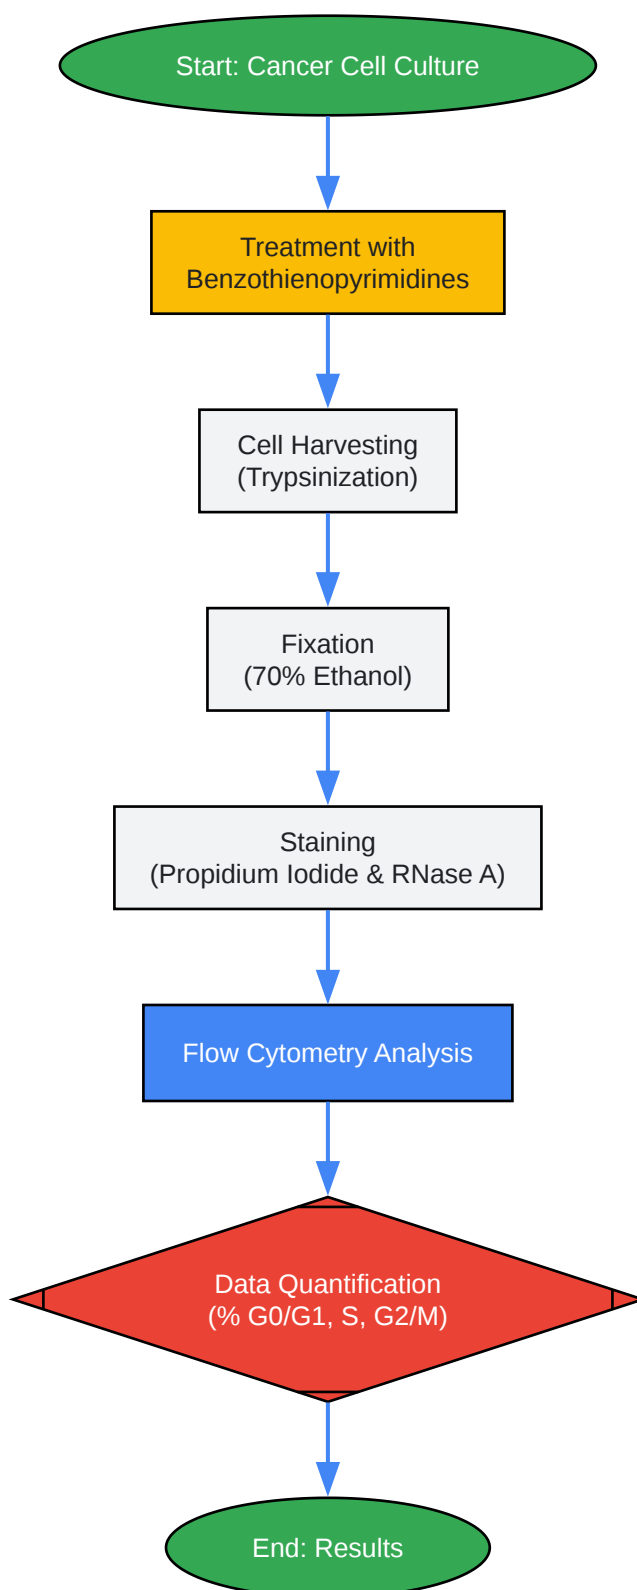 Start: Cancer Cell Culture
Treatment with
Benzothienopyrimidines
Cell Harvesting
(Trypsinization)
Fixation
(70% Ethanol)
Staining
(Propidium Iodide & RNase A)
Flow Cytometry Analysis
Data Quantification
(% G0/G1, S, G2/M)
End: Results